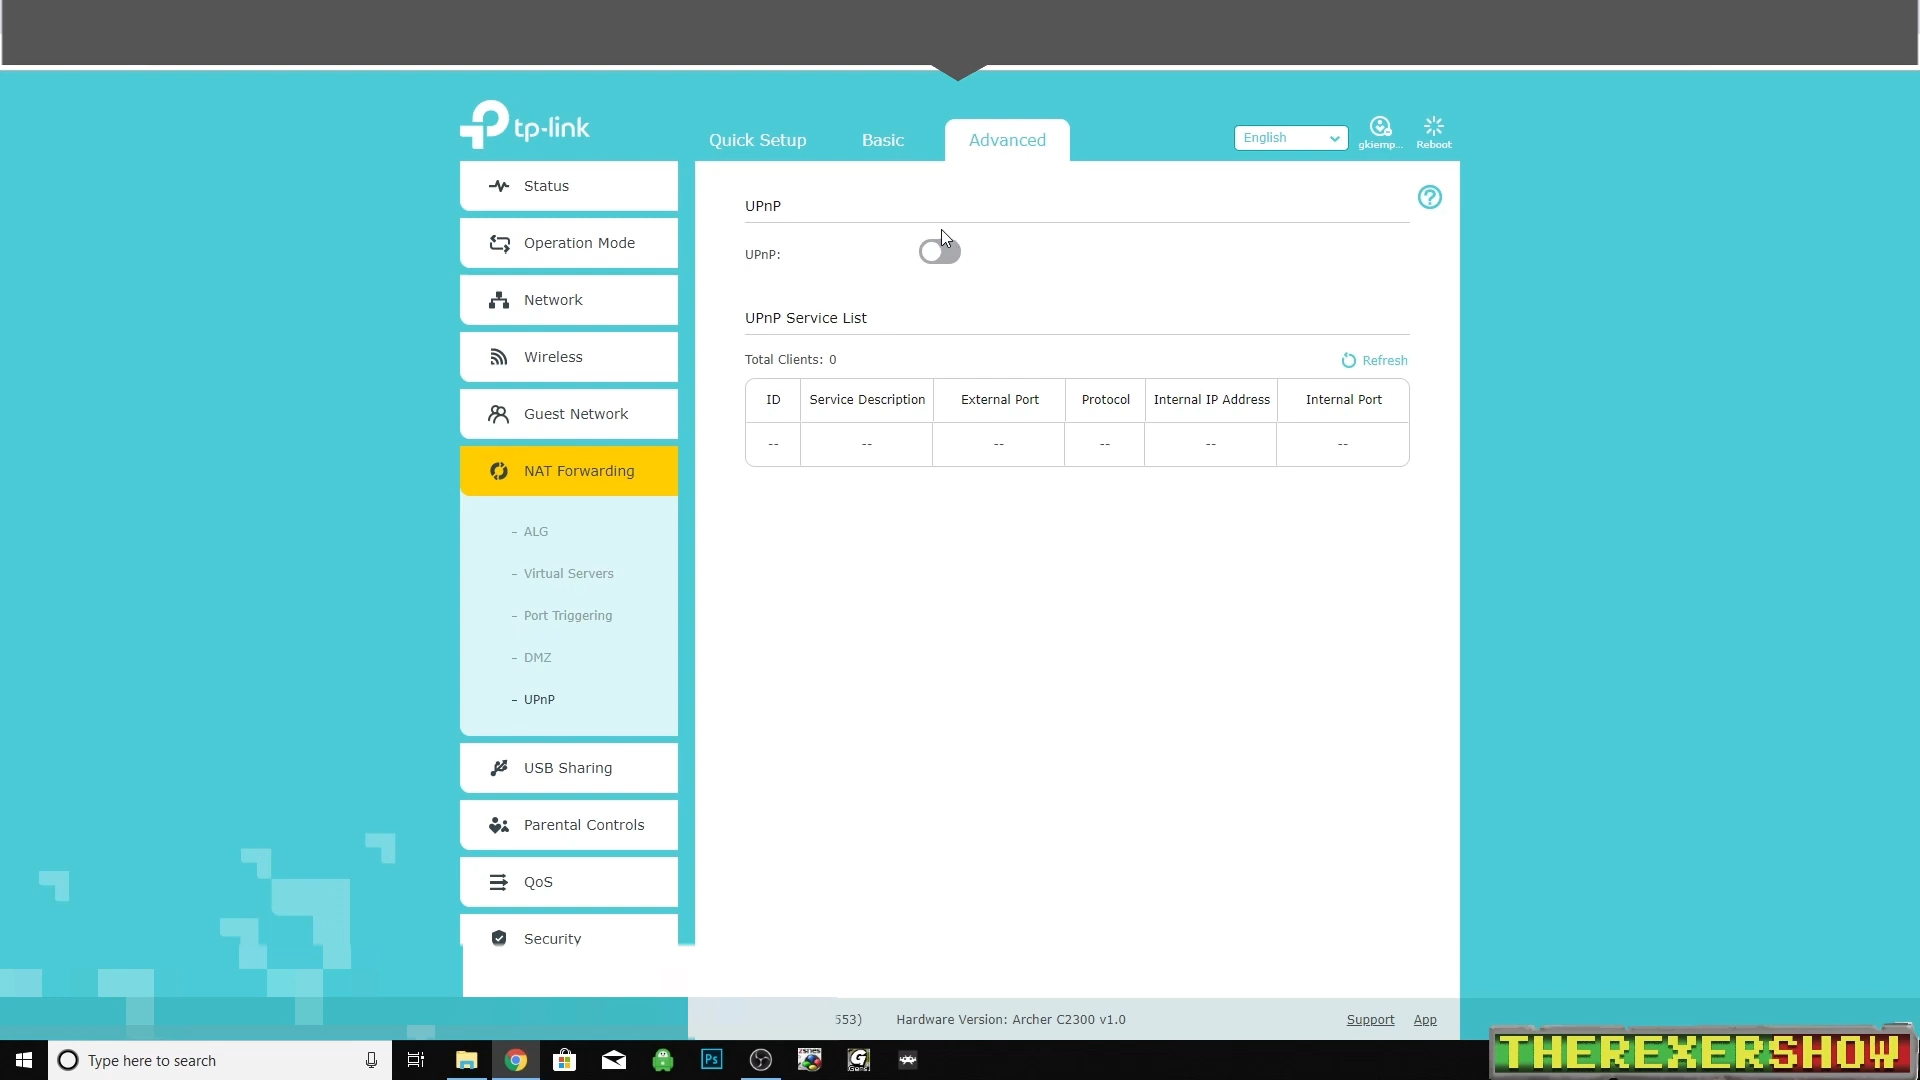 tp-link
Quick Setup
Basic
Advanced
English
gkiemp...
Reboot
Status
Operation Mode
Network
Wireless
Guest Network
NAT Forwarding
- ALG
- Virtual Servers
- Port Triggering
- DMZ
- UPnP
USB Sharing
Parental Controls
QoS
Security
UPnP
UPnP:
UPnP Service List
Total Clients: 0
Refresh
ID Service Description External Port Protocol Internal IP Address Internal Port
-- -- -- -- -- --
553) Hardware Version: Archer C2300 v1.0 Support App
Type here to search
Ps
THEREXERSHOW